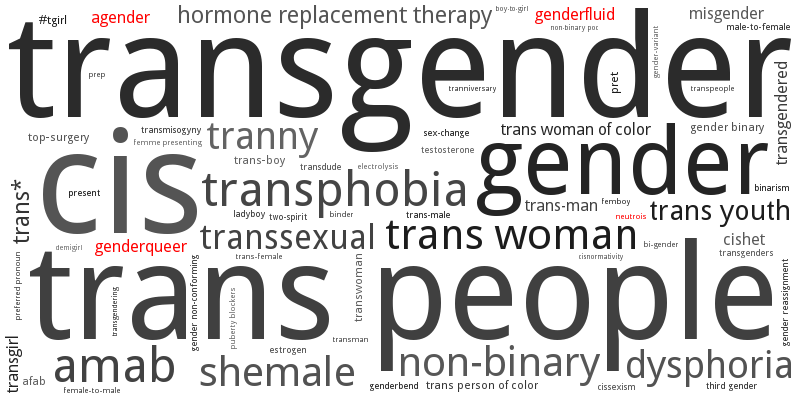 #tgirl
agender
hormone replacement therapy
boy-to-girl
genderfluid
misgender
non-binary poc
male-to-female
transgender
prep
tranniversary
pret
gender-variant
transpeople
transgendered
top-surgery
transmisogyny
femme presenting
tranny
sex-change
trans woman of color
gender binary
cis
trans-boy
transdude
electrolysis
testosterone
gender
present
transphobia
binarism
trans*
ladyboy
two-spirit
binder
trans-male
trans-man
femboy
neutrois
trans youth
demigirl
genderqueer
transsexual
trans woman
bi-gender
cishet
transgenders
preferred pronoun
trans-female
cisnormativity
trans people
transgendering
gender non-conforming
puberty blockers
transwoman
gender reassignment
transman
estrogen
transgirl
afab
amab
female-to-male
shemale
non-binary
dysphoria
genderbend
trans person of color
cissexism
third gender